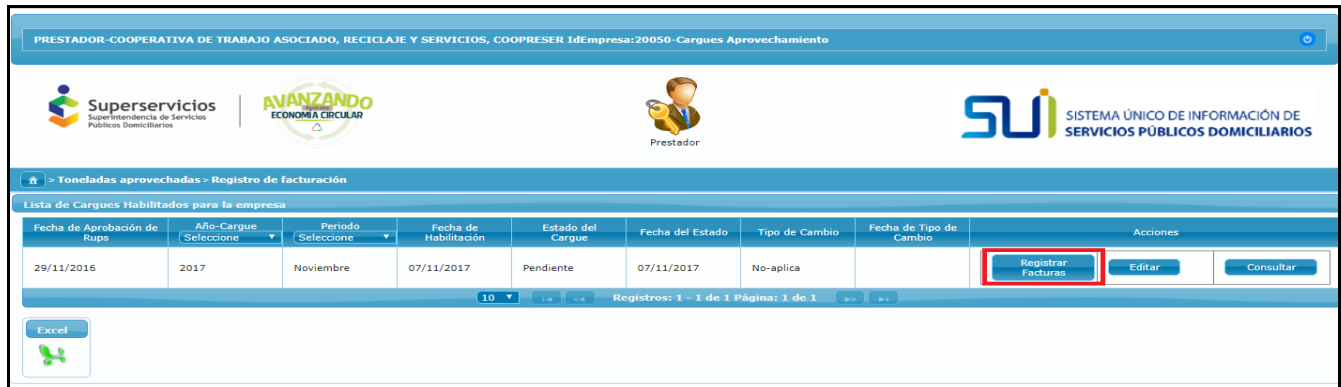 PRESTADOR-COOPERATIVA DE TRABAJO ASOCIADO, RECICLAJE Y SERVICIOS, COOPRESER IdEmpresa:20050-Cargues Aprovechamiento
Superservicios
Superintendencia de Servicios
Públicos Domiciliarios
AVANZANDO
ECONOMÍA CIRCULAR
Prestador
SUI
SISTEMA ÚNICO DE INFORMACIÓN DE
SERVICIOS PÚBLICOS DOMICILIARIOS
> Toneladas aprovechadas > Registro de facturación
Lista de Cargues Habilitados para la empresa
Fecha de Aprobación de Rups Año-Cargue Periodo Fecha de Habilitación Estado del Cargue Fecha del Estado Tipo de Cambio Fecha de Tipo de Cambio Acciones
Seleccione Seleccione
29/11/2016 2017 Noviembre 07/11/2017 Pendiente 07/11/2017 No-aplica Registrar Facturas Editar Consultar
10 Registros: 1 - 1 de 1 Página: 1 de 1
Excel